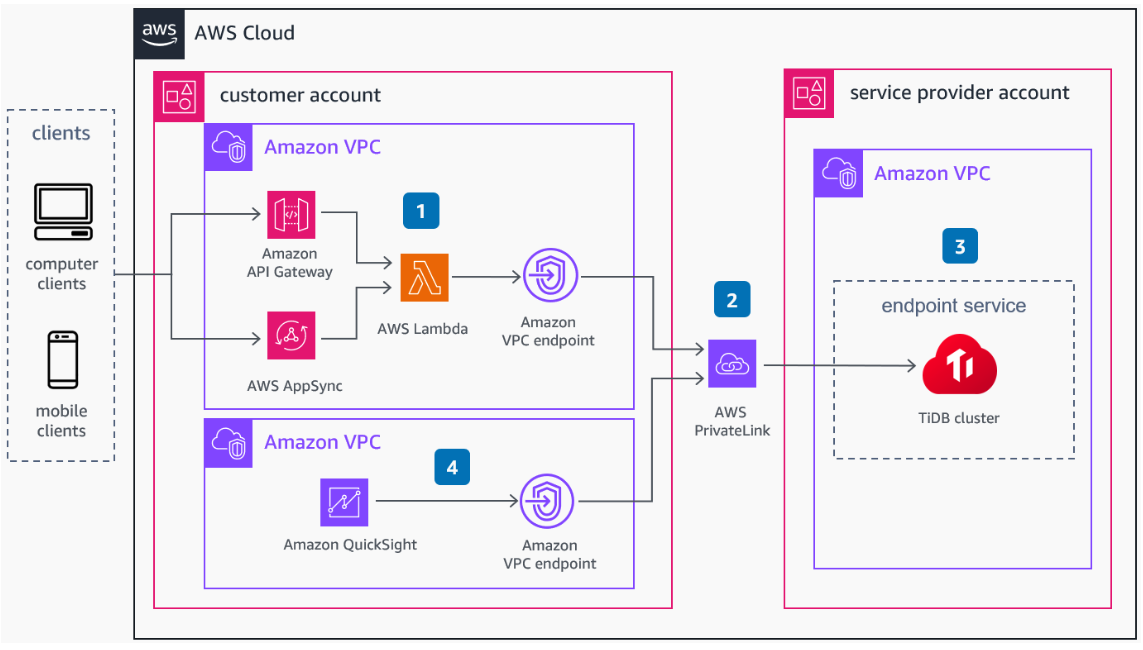 aws
AWS Cloud
clients
computer
clients
mobile
clients
customer account
Amazon VPC
1
Amazon
API Gateway
AWS AppSync
AWS Lambda
Amazon
VPC endpoint
Amazon VPC
4
Amazon QuickSight
Amazon
VPC endpoint
2
AWS
PrivateLink
service provider account
Amazon VPC
3
endpoint service
Ti
TiDB cluster